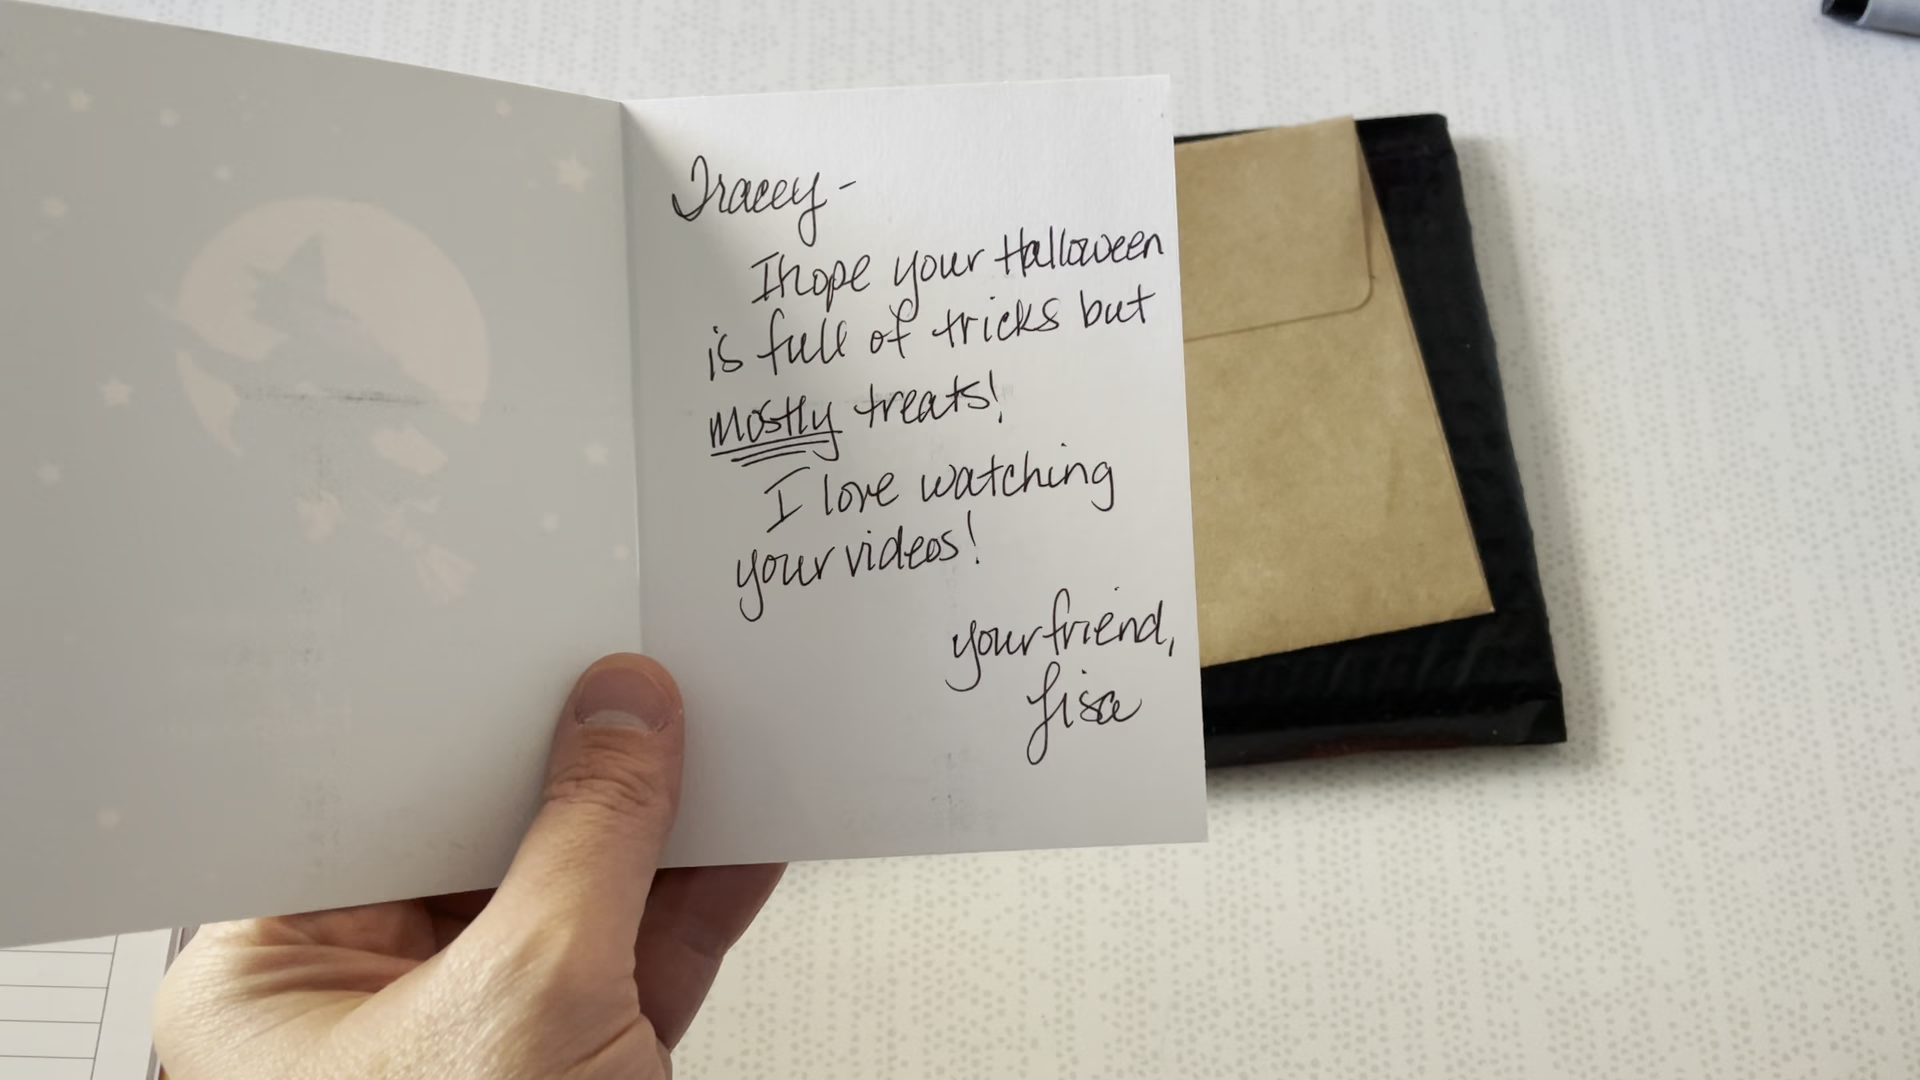 Tracey -
I hope your Halloween
is full of tricks but
mostly treats!
I love watching
your videos!
your friend,
Lisa